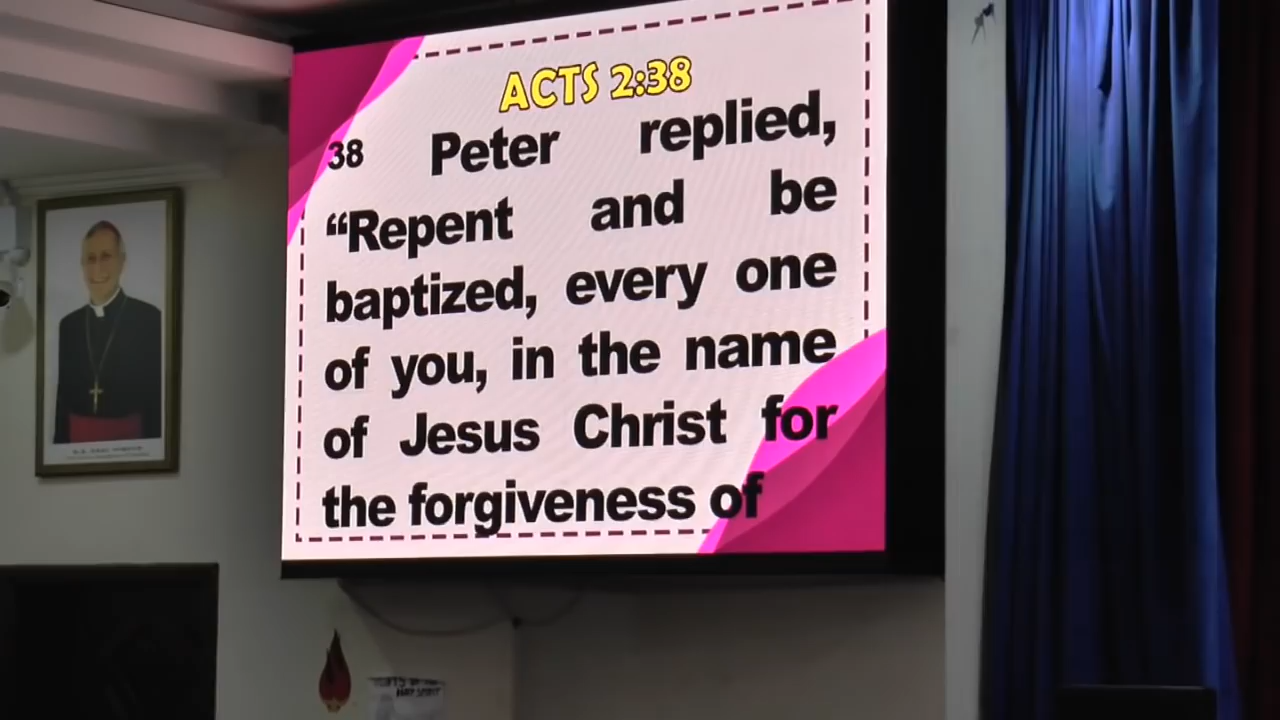 ACTS 2:38
38 Peter replied,
“Repent and be
baptized, every one
of you, in the name
of Jesus Christ for
the forgiveness of